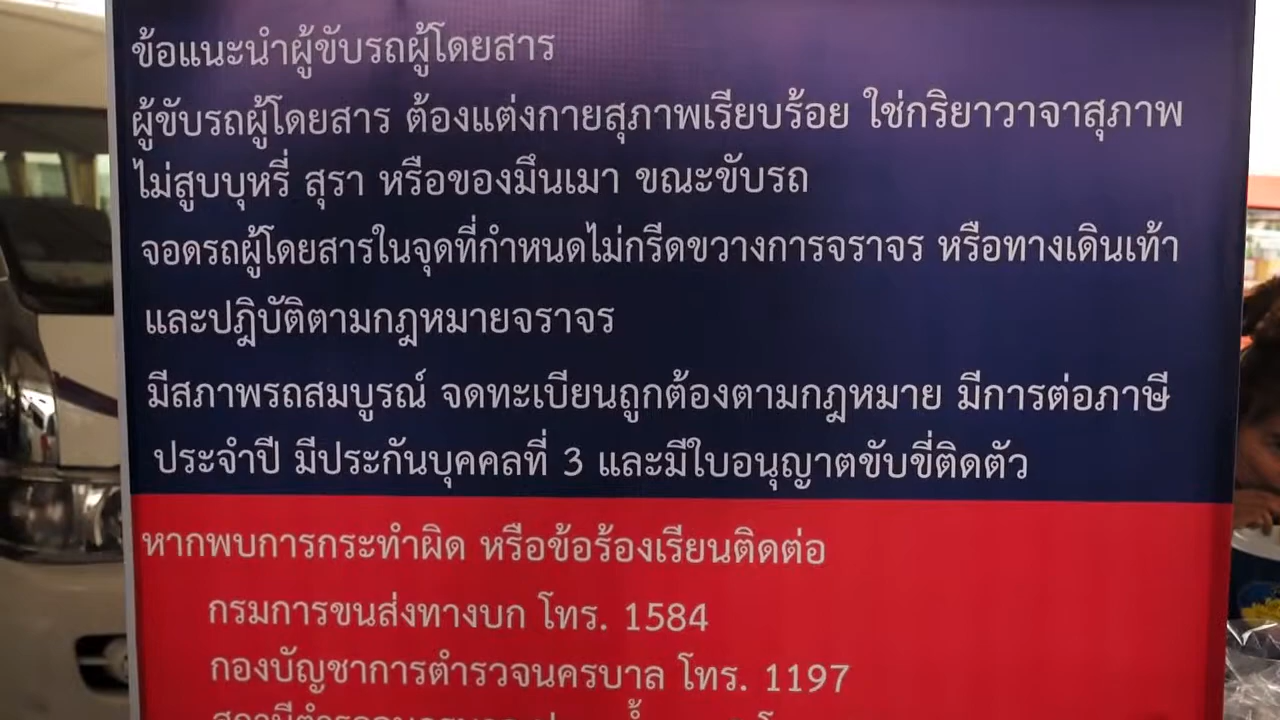 ข้อแนะนำผู้ขับรถผู้โดยสาร
ผู้ขับรถผู้โดยสาร ต้องแต่งกายสุภาพเรียบร้อย ใช่กริยาวาจาสุภาพ
ไม่สูบบุหรี่ สุรา หรือของมึนเมา ขณะขับรถ
จอดรถผู้โดยสารในจุดที่กำหนดไม่กรีดขวางการจราจร หรือทางเดินเท้า
และปฎิบัติตามกฎหมายจราจร
มีสภาพรถสมบูรณ์ จดทะเบียนถูกต้องตามกฎหมาย มีการต่อภาษี
ประจำปี มีประกันบุคคลที่ 3 และมีใบอนุญาตขับขี่ติดตัว
หากพบการกระทำผิด หรือข้อร้องเรียนติดต่อ
กรมการขนส่งทางบก โทร. 1584
กองบัญชาการตำรวจนครบาล โทร. 1197